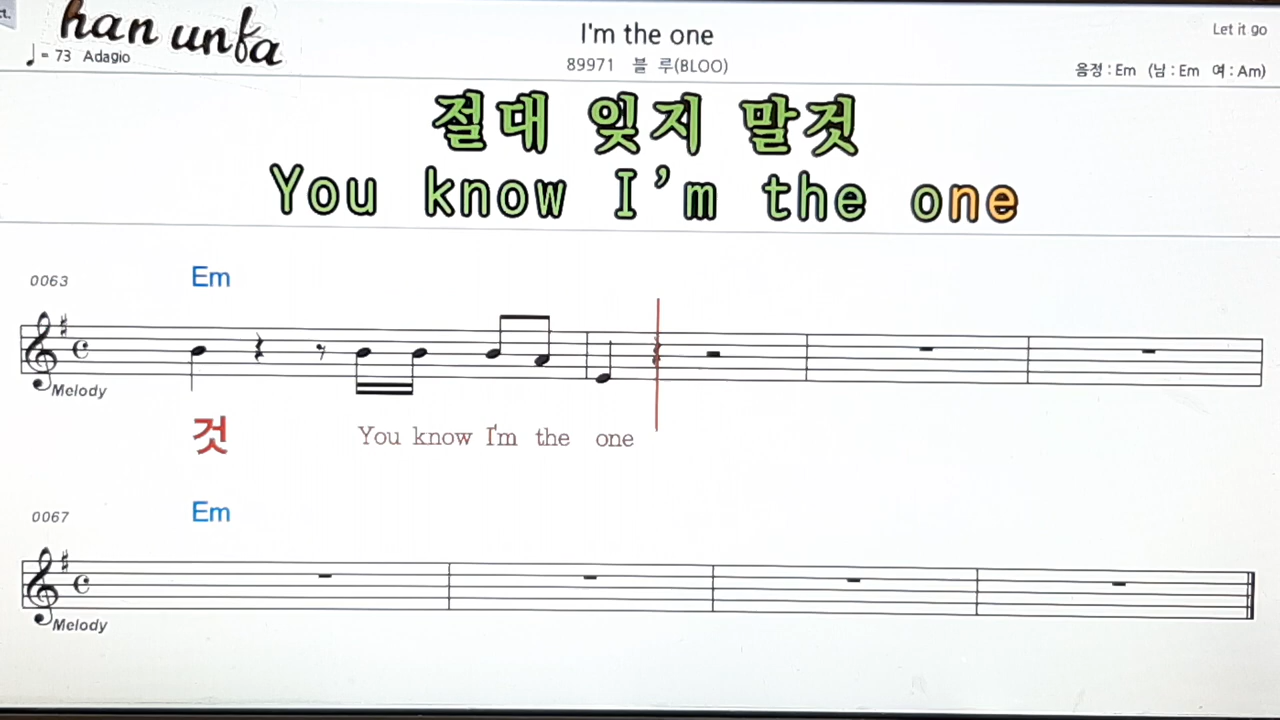 han unfa
♩= 73 Adagio
I'm the one
89971 블 루(BLOO)
Let it go
음정 : Em (남 : Em 여 : Am)
절대 잊지 말것
You know I'm the one
0063 Em
Melody
것 You know I'm the one
0067 Em
Melody